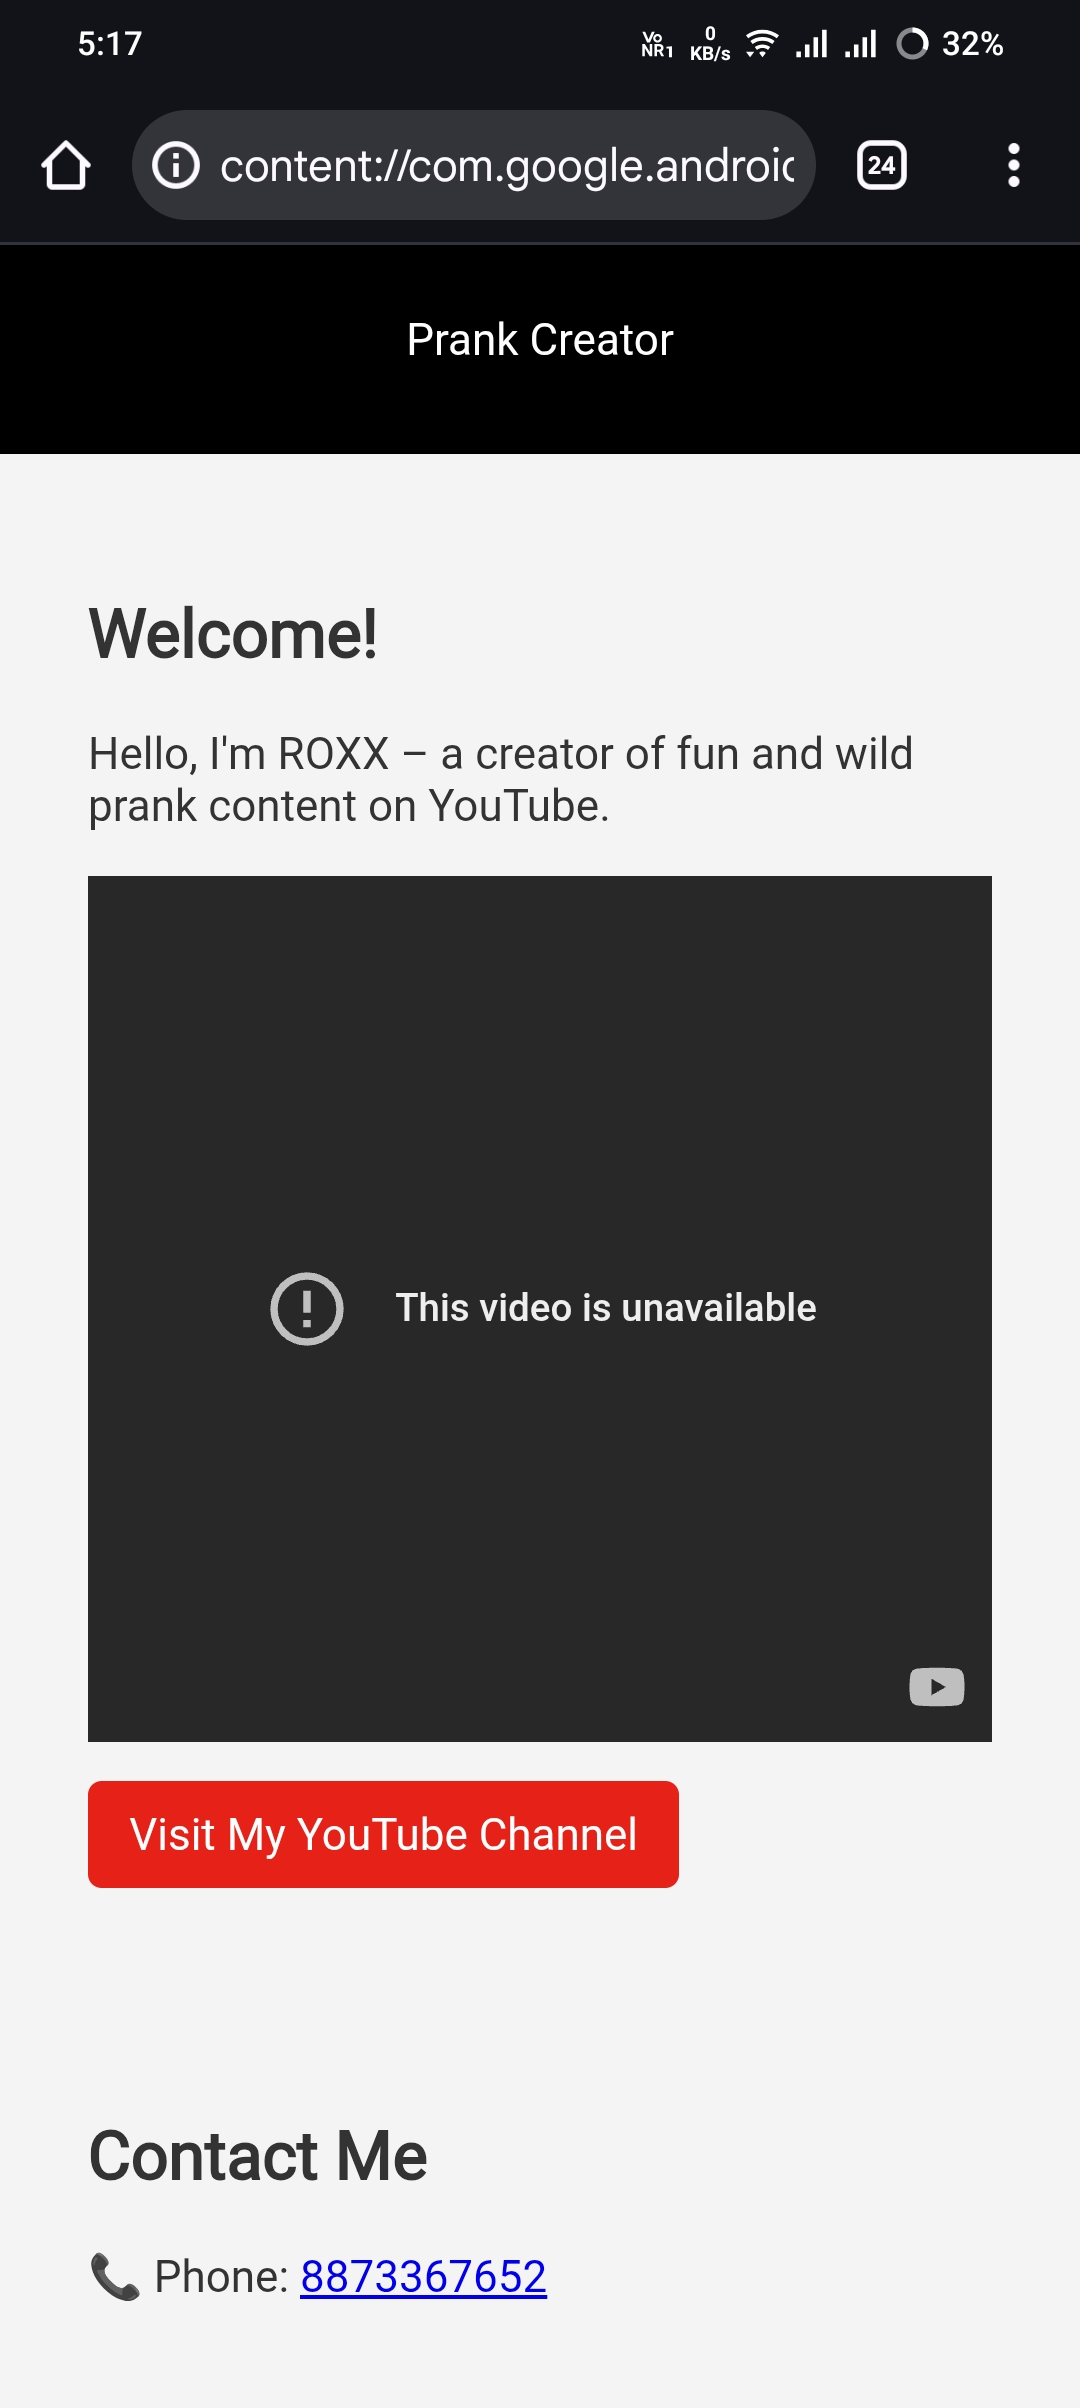 5:17
Vo
NR1
0
KB/s
32%
content://com.google.android
24
Prank Creator
Welcome!
Hello, I'm ROXX – a creator of fun and wild
prank content on YouTube.
This video is unavailable
Visit My YouTube Channel
Contact Me
📞 Phone: 8873367652